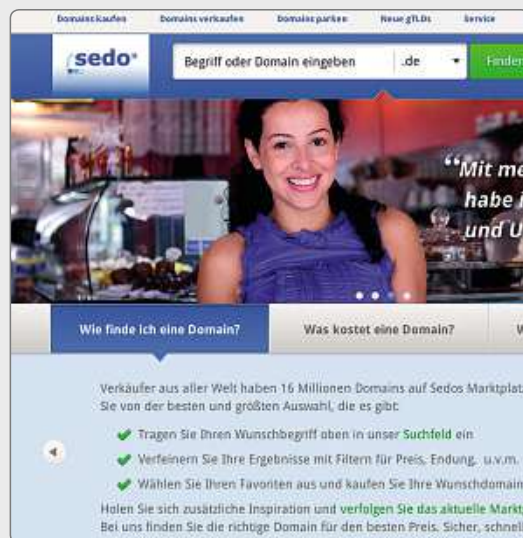 Domains kaufen Domains verkaufen Domains parken Neue gTLDs Service
sedo
Begriff oder Domain eingeben .de Finden
“Mit me
habe i
und U
Wie finde ich eine Domain? Was kostet eine Domain? W
Verkäufer aus aller Welt haben 16 Millionen Domains auf Sedos Marktplat
Sie von der besten und größten Auswahl, die es gibt:
Tragen Sie Ihren Wunschbegriff oben in unser Suchfeld ein
Verfeinern Sie Ihre Ergebnisse mit Filtern für Preis, Endung, u.v.m.
Wählen Sie Ihren Favoriten aus und kaufen Sie Ihre Wunschdomain
Holen Sie sich zusätzliche Inspiration und verfolgen Sie das aktuelle Markt
Bei uns finden Sie die richtige Domain für den besten Preis. Sicher, schnell